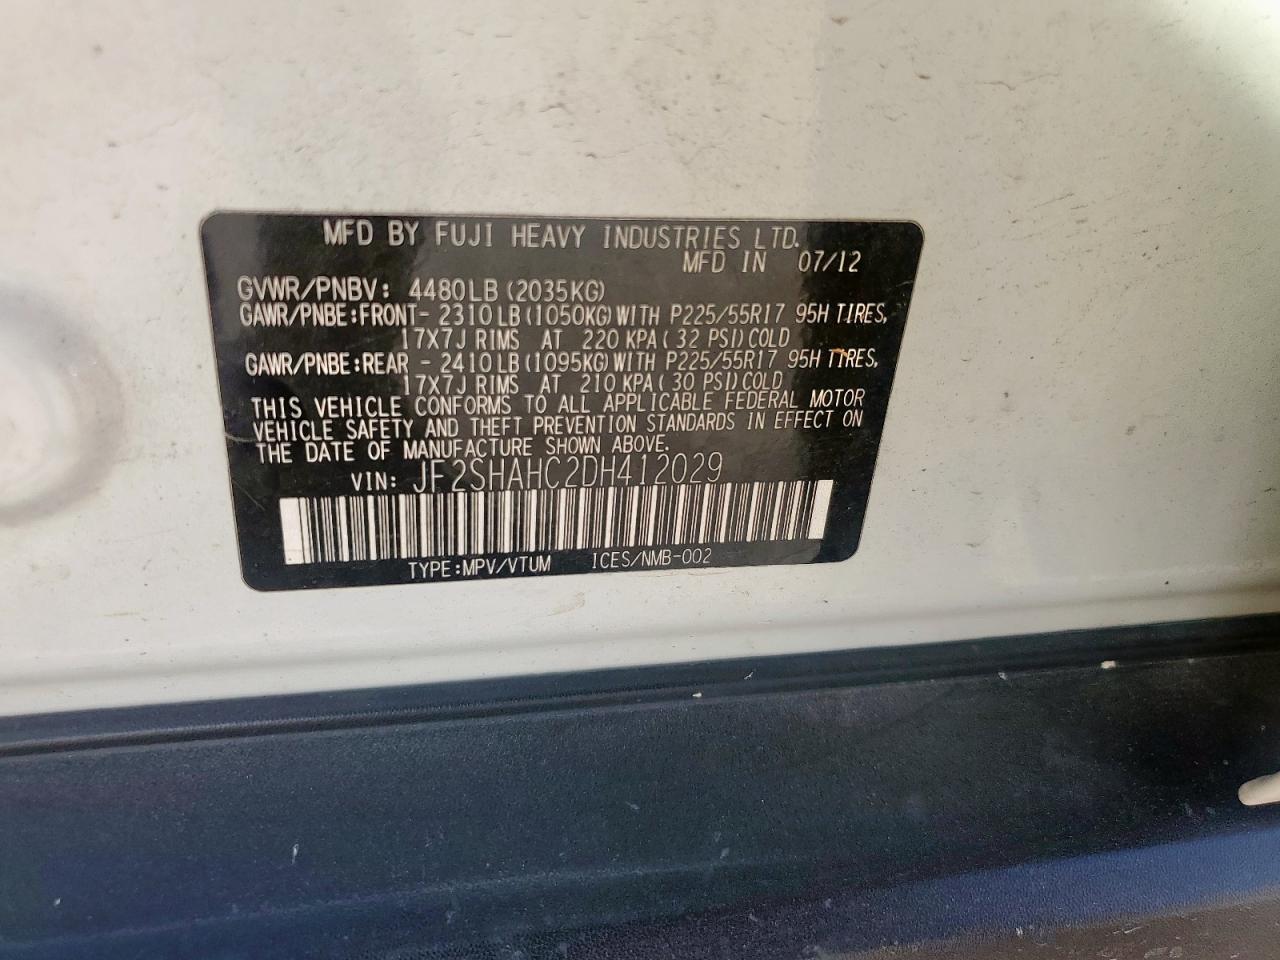 MFD BY FUJI HEAVY INDUSTRIES LTD.
MFD IN 07/12
GVWR/PNBV: 4480LB (2035KG)
GAWR/PNBE:FRONT- 2310LB(1050KG)WITH P225/55R17 95H TIRES,
17X7J RIMS AT 220 KPA( 32 PSI)COLD
GAWR/PNBE:REAR - 2410LB(1095KG)WITH P225/55R17 95H TIRES,
17X7J RIMS AT 210 KPA( 30 PSI)COLD
THIS VEHICLE CONFORMS TO ALL APPLICABLE FEDERAL MOTOR
VEHICLE SAFETY AND THEFT PREVENTION STANDARDS IN EFFECT ON
THE DATE OF MANUFACTURE SHOWN ABOVE.
VIN: JF2SHAHC2DH412029
TYPE:MPV/VTUM ICES/NMB-002